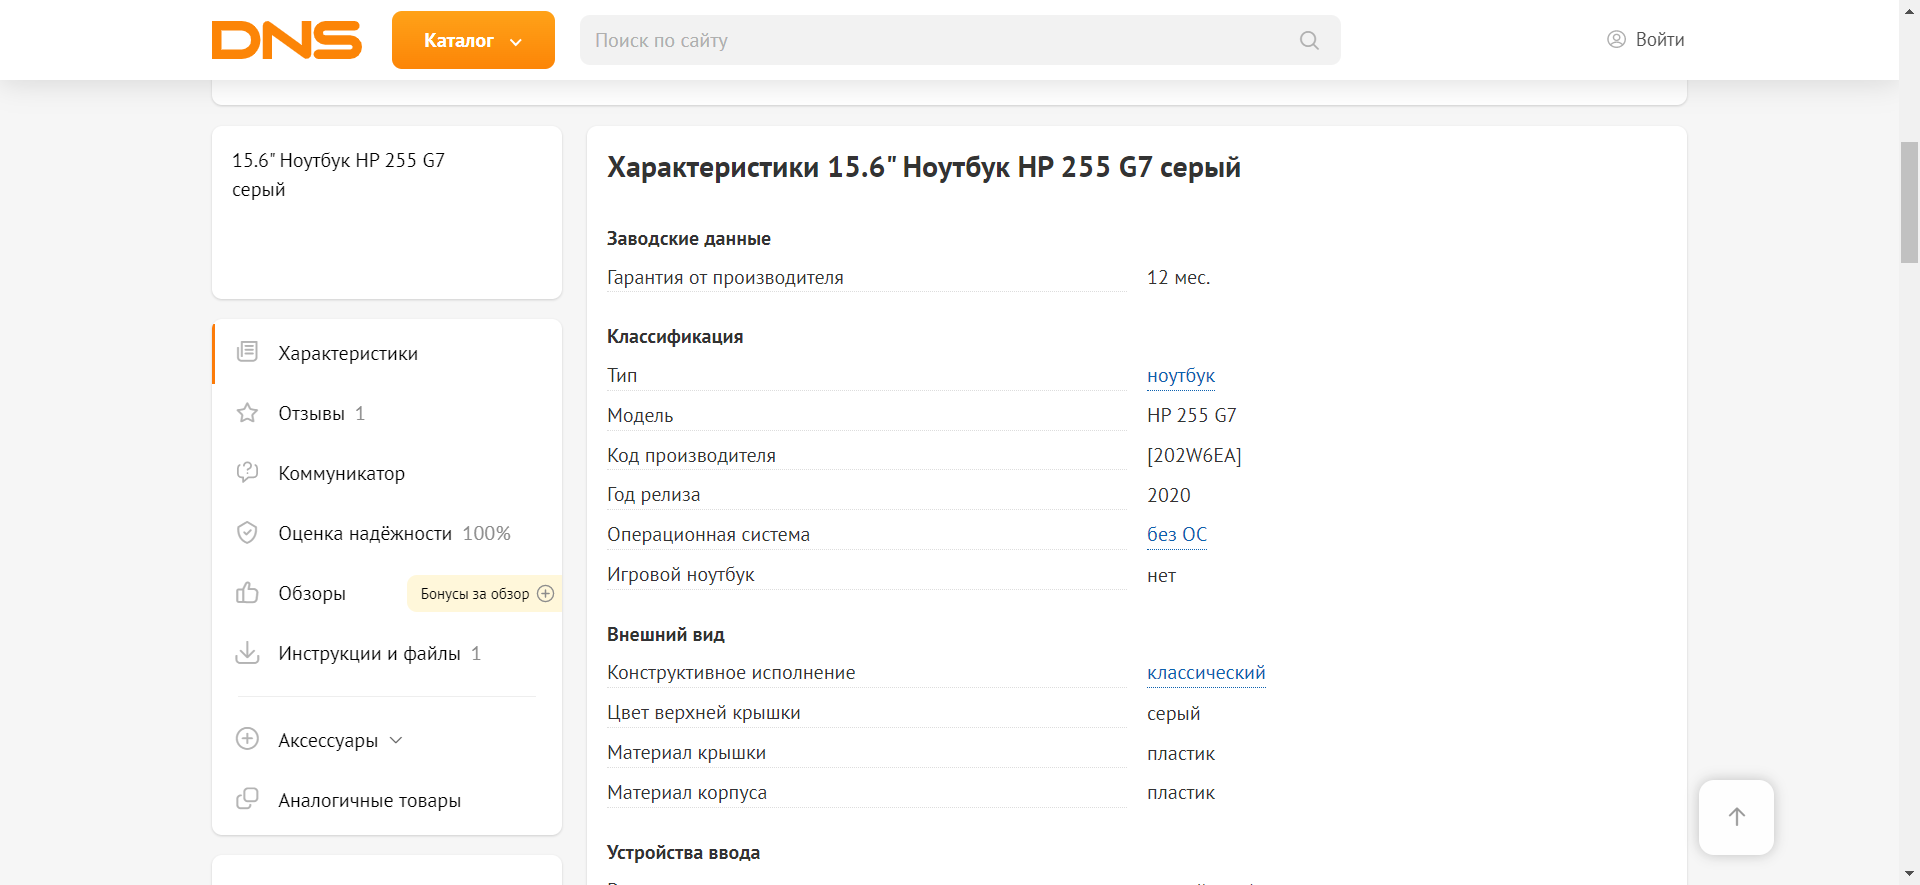 DNS
Каталог
Поиск по сайту
Войти
15.6" Ноутбук HP 255 G7
серый
Характеристики
Отзывы 1
Коммуникатор
Оценка надёжности 100%
Обзоры
Бонусы за обзор
Инструкции и файлы 1
Аксессуары
Аналогичные товары
Характеристики 15.6" Ноутбук HP 255 G7 серый
Заводские данные
Гарантия от производителя 12 мес.
Классификация
Тип ноутбук
Модель HP 255 G7
Код производителя [202W6EA]
Год релиза 2020
Операционная система без ОС
Игровой ноутбук нет
Внешний вид
Конструктивное исполнение классический
Цвет верхней крышки серый
Материал крышки пластик
Материал корпуса пластик
Устройства ввода